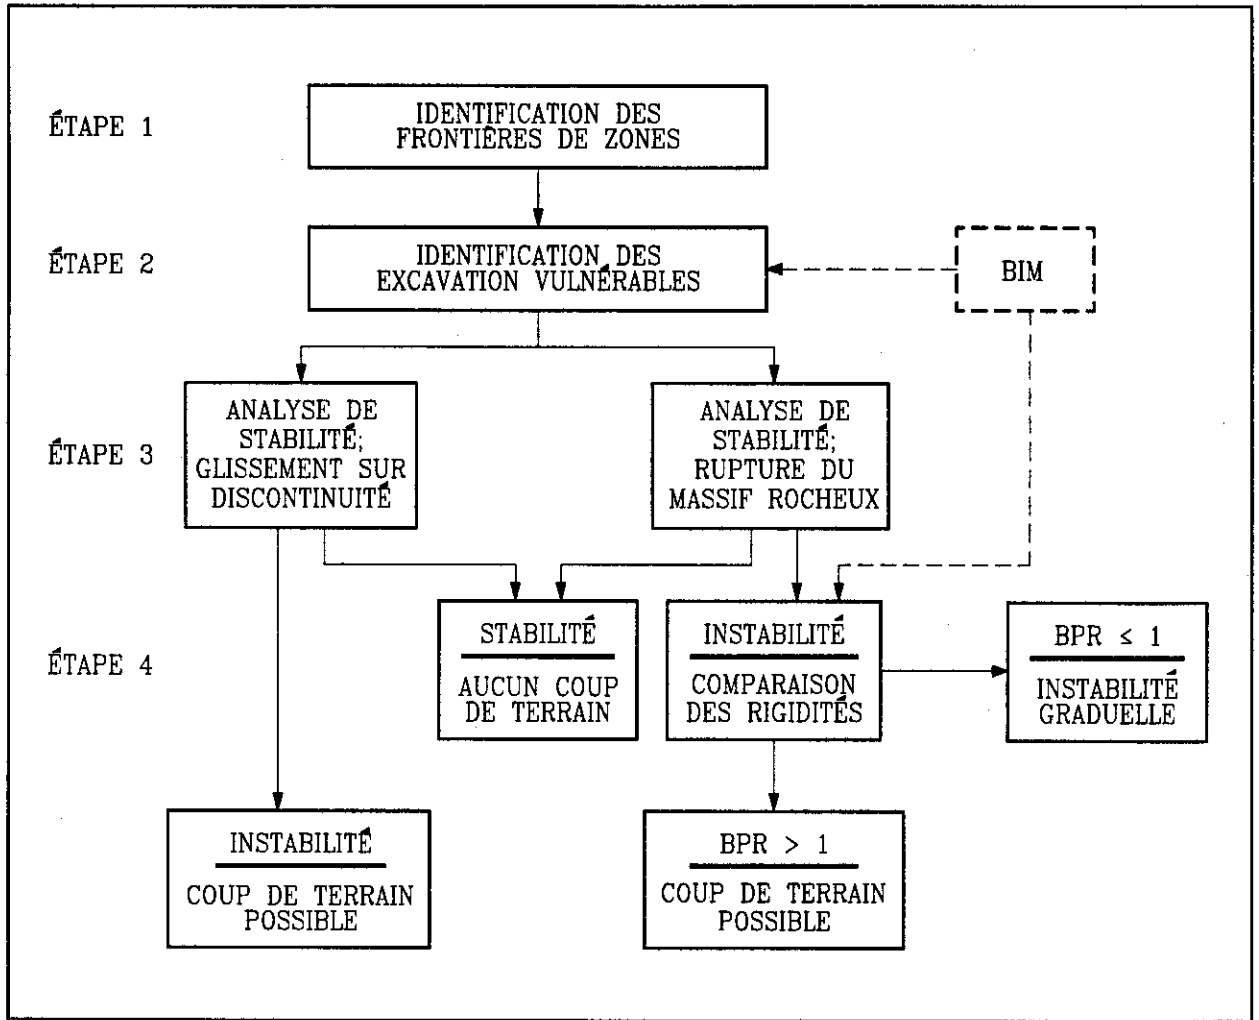 ÉTAPE 1
IDENTIFICATION DES
FRONTIÈRES DE ZONES
ÉTAPE 2
IDENTIFICATION DES
EXCAVATION VULNÉRABLES
BIM
ÉTAPE 3
ANALYSE DE
STABILITÉ;
GLISSEMENT SUR
DISCONTINUITÉ
ANALYSE DE
STABILITÉ;
RUPTURE DU
MASSIF ROCHEUX
ÉTAPE 4
STABILITÉ
AUCUN COUP
DE TERRAIN
INSTABILITÉ
COMPARAISON
DES RIGIDITÉS
BPR ≤ 1
INSTABILITÉ
GRADUELLE
INSTABILITÉ
COUP DE TERRAIN
POSSIBLE
BPR > 1
COUP DE TERRAIN
POSSIBLE